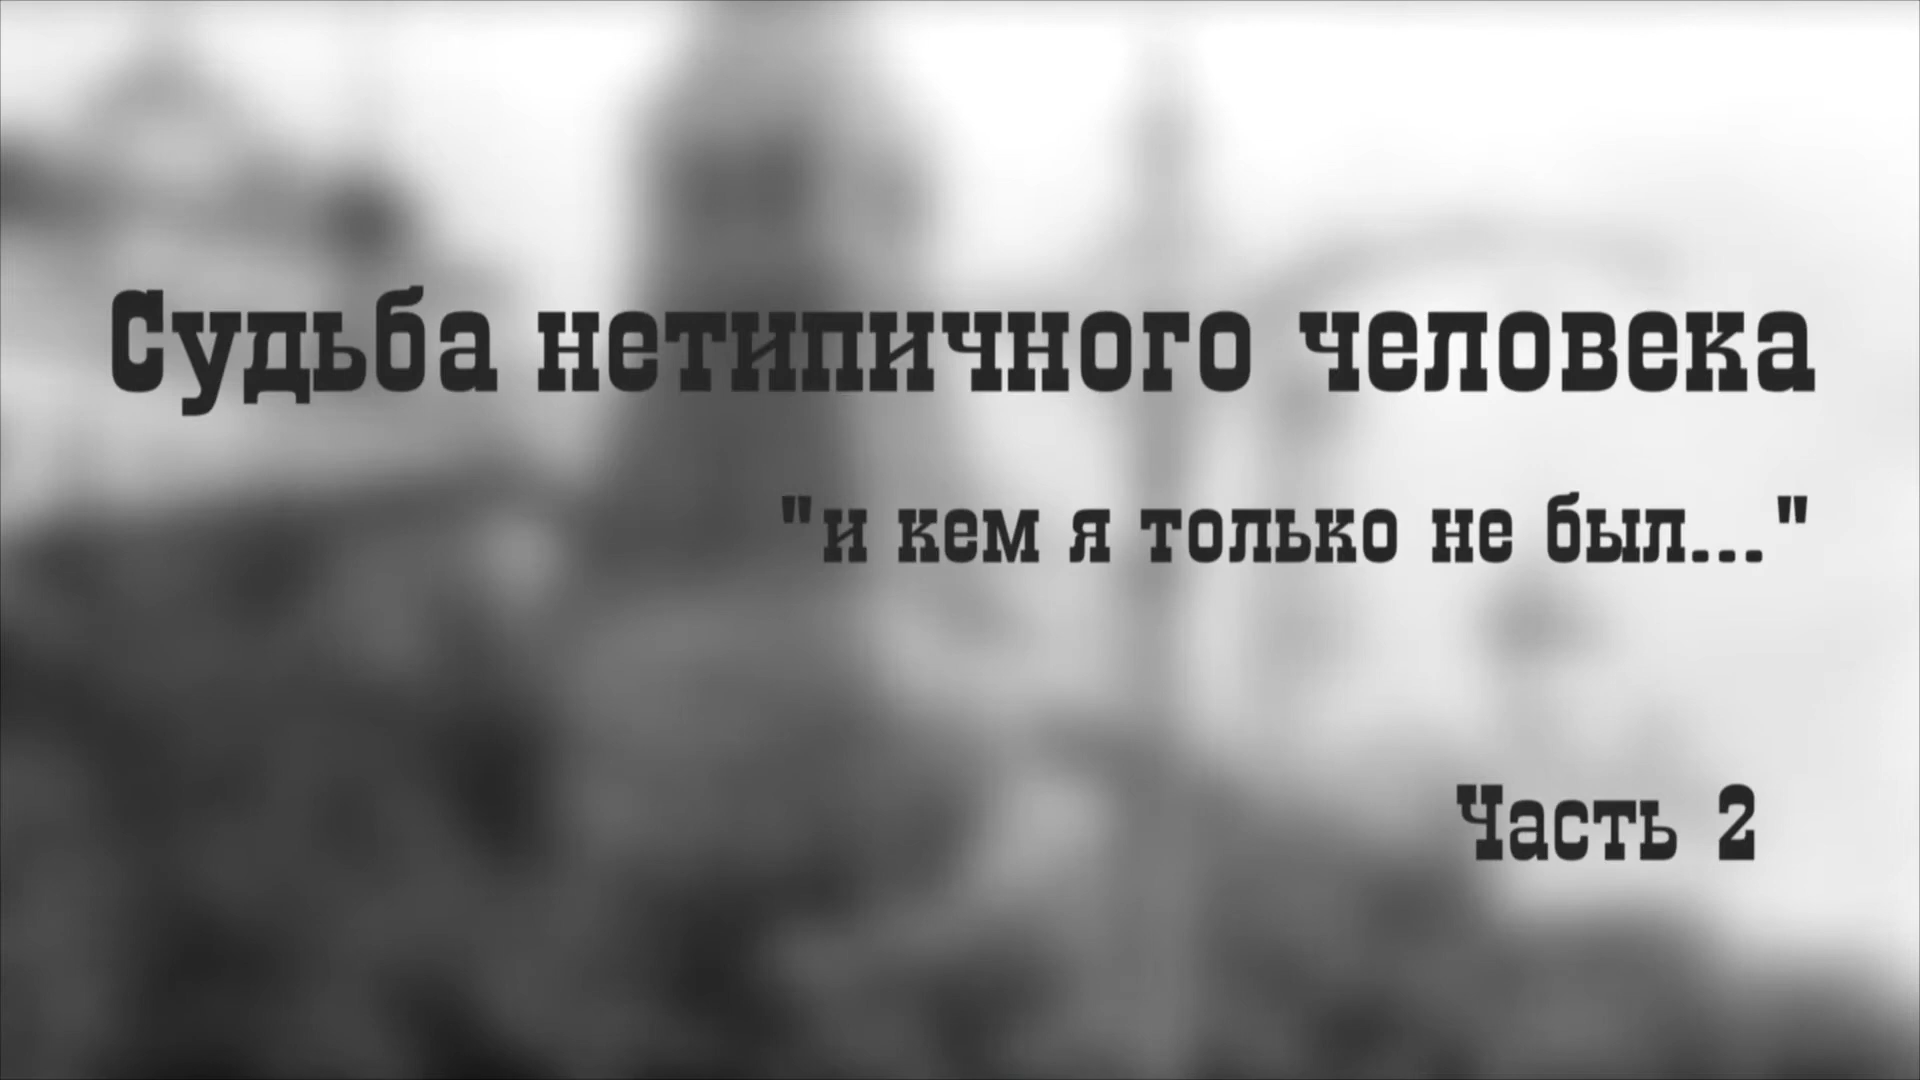 Судьба нетипичного человека
"и кем я только не был..."
Часть 2